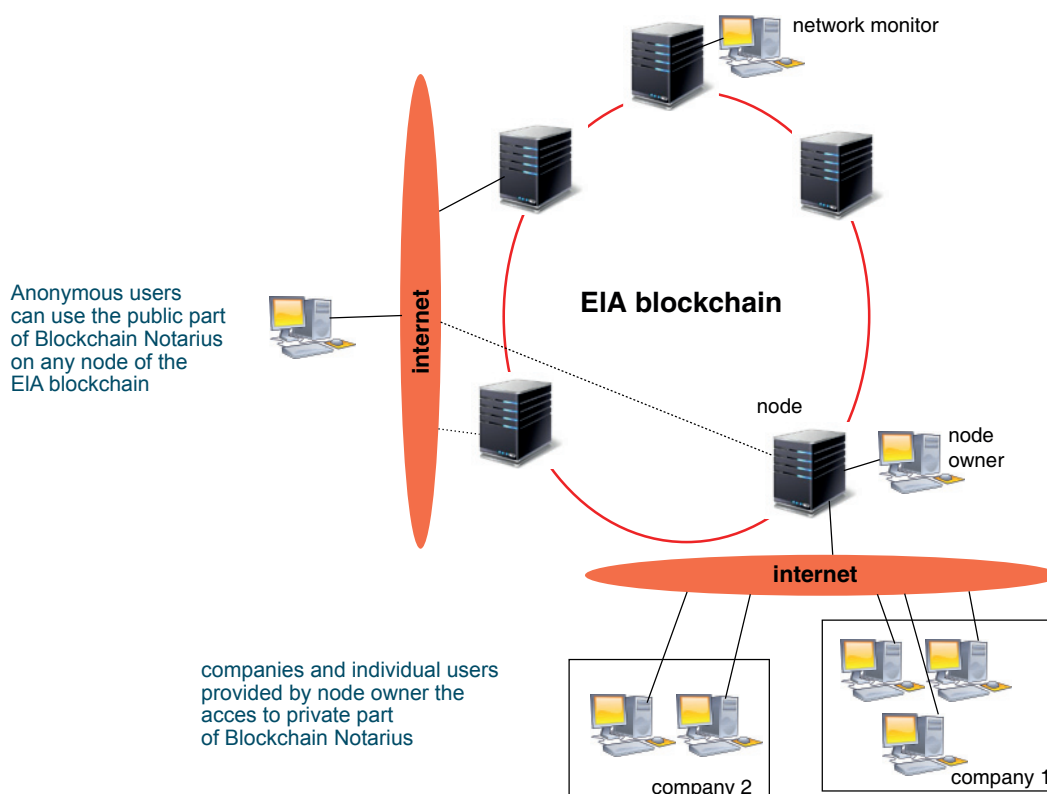 network monitor
EIA blockchain
Anonymous users
can use the public part
of Blockchain Notarius
on any node of the
EIA blockchain
internet
node
node
owner
internet
companies and individual users
provided by node owner the
acces to private part
of Blockchain Notarius
company 2
company 1